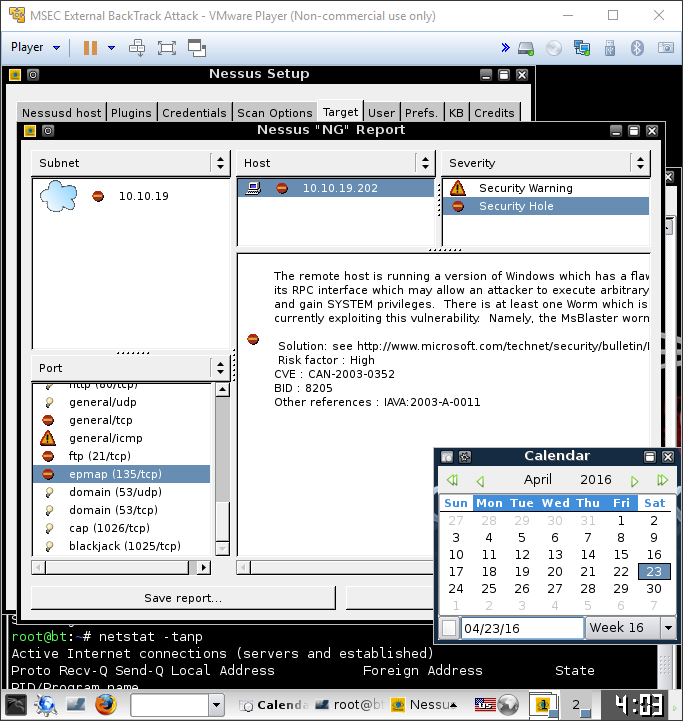 MSEC External BackTrack Attack - VMware Player (Non-commercial use only)
Player
Nessus Setup
Nessusd host Plugins Credentials Scan Options Target User Prefs. KB Credits
Nessus "NG" Report
Subnet
10.10.19
Host
10.10.19.202
Severity
Security Warning
Security Hole
Port
http (80/tcp)
general/udp
general/tcp
general/icmp
ftp (21/tcp)
epmap (135/tcp)
domain (53/udp)
domain (53/tcp)
cap (1026/tcp)
blackjack (1025/tcp)
The remote host is running a version of Windows which has a flaw
its RPC interface which may allow an attacker to execute arbitrary
and gain SYSTEM privileges. There is at least one Worm which is
currently exploiting this vulnerability. Namely, the MsBlaster worm
Solution: see http://www.microsoft.com/technet/security/bulletin/
Risk factor : High
CVE : CAN-2003-0352
BID : 8205
Other references : IAVA:2003-A-0011
Save report...
Calendar
April 2016
Sun Mon Tue Wed Thu Fri Sat
27 28 29 30 31 1 2
3 4 5 6 7 8 9
10 11 12 13 14 15 16
17 18 19 20 21 22 23
24 25 26 27 28 29 30
1 2 3 4 5 6 7
04/23/16 Week 16
root@bt:~# netstat -tanp
Active Internet connections (servers and established)
Proto Recv-Q Send-Q Local Address Foreign Address State
PID/Program name
Calenda root@b Nessu 1 2 4:03